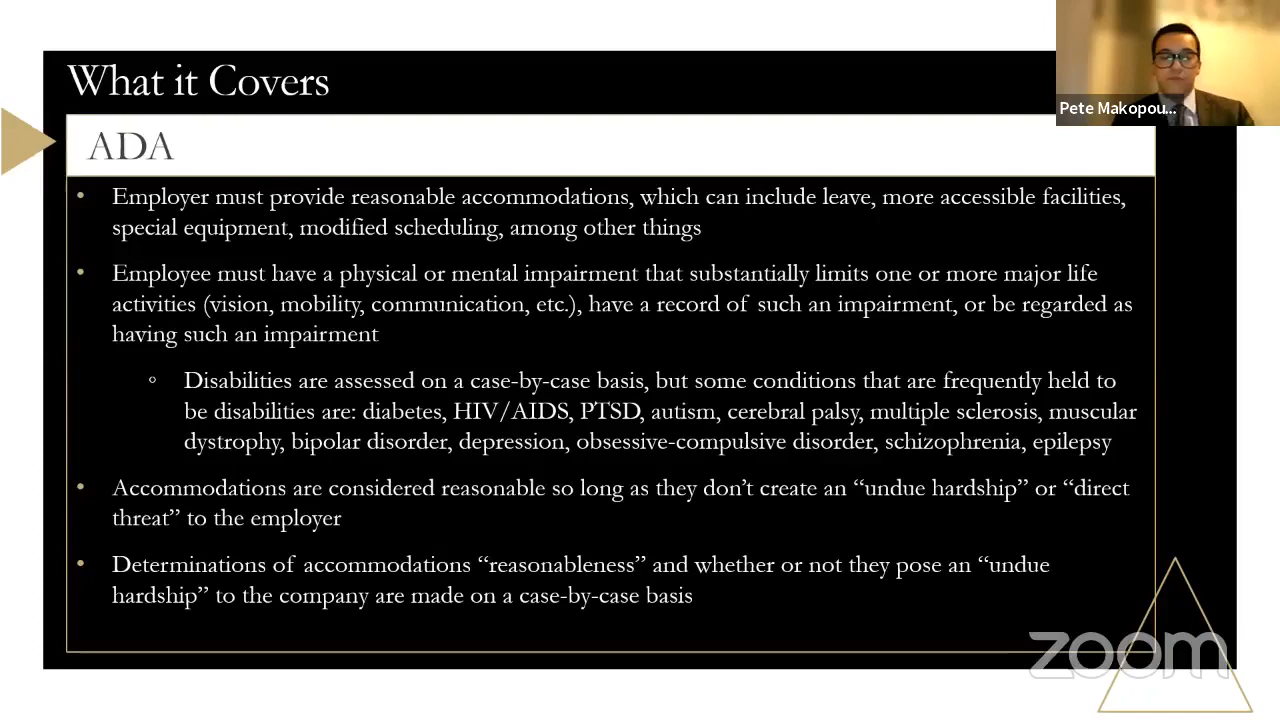 What it Covers
Pete Makopou...
ADA
• Employer must provide reasonable accommodations, which can include leave, more accessible facilities,
special equipment, modified scheduling, among other things
• Employee must have a physical or mental impairment that substantially limits one or more major life
activities (vision, mobility, communication, etc.), have a record of such an impairment, or be regarded as
having such an impairment
◦ Disabilities are assessed on a case-by-case basis, but some conditions that are frequently held to
be disabilities are: diabetes, HIV/AIDS, PTSD, autism, cerebral palsy, multiple sclerosis, muscular
dystrophy, bipolar disorder, depression, obsessive-compulsive disorder, schizophrenia, epilepsy
• Accommodations are considered reasonable so long as they don’t create an “undue hardship” or “direct
threat” to the employer
• Determinations of accommodations “reasonableness” and whether or not they pose an “undue
hardship” to the company are made on a case-by-case basis
zoom